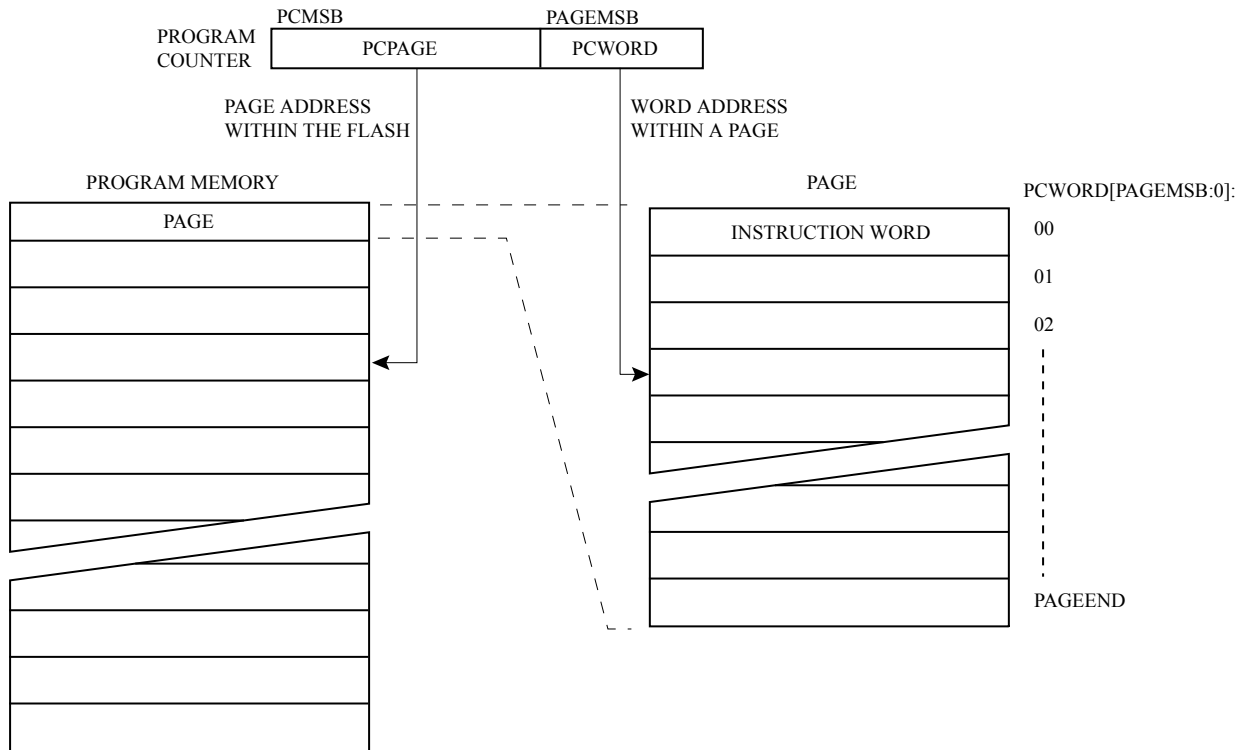 PCMSB PAGEMSB
PROGRAM
COUNTER
PCPAGE PCWORD
PAGE ADDRESS
WITHIN THE FLASH
WORD ADDRESS
WITHIN A PAGE
PROGRAM MEMORY
PAGE
PAGE
INSTRUCTION WORD
PCWORD[PAGEMSB:0]:
00
01
02
PAGEEND